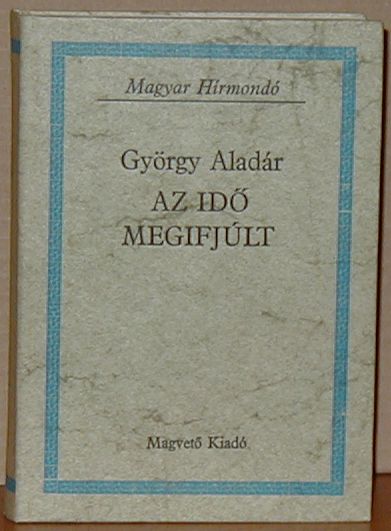 Magyar Hírmondó
György Aladár
AZ IDŐ
MEGIFJÚLT
Magvető Kiadó